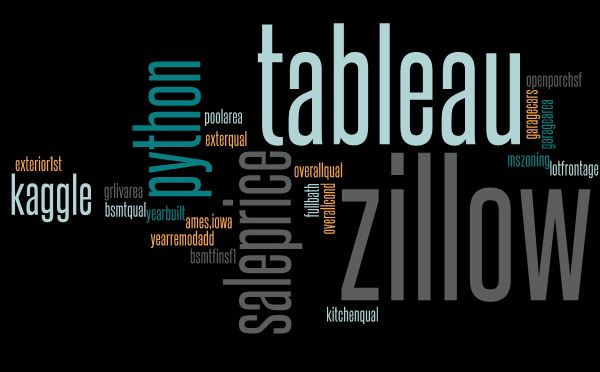 tableau
openporchsf
python
garagecars
garagearea
poolarea
exterqual
mszoning
lotfrontage
exterior1st
overallqual
saleprice
zillow
kaggle
grlivarea
bsmtqual
yearbuilt
fullbath
overallcond
ames,iowa
yearremodadd
bsmtfinsf1
kitchenqual